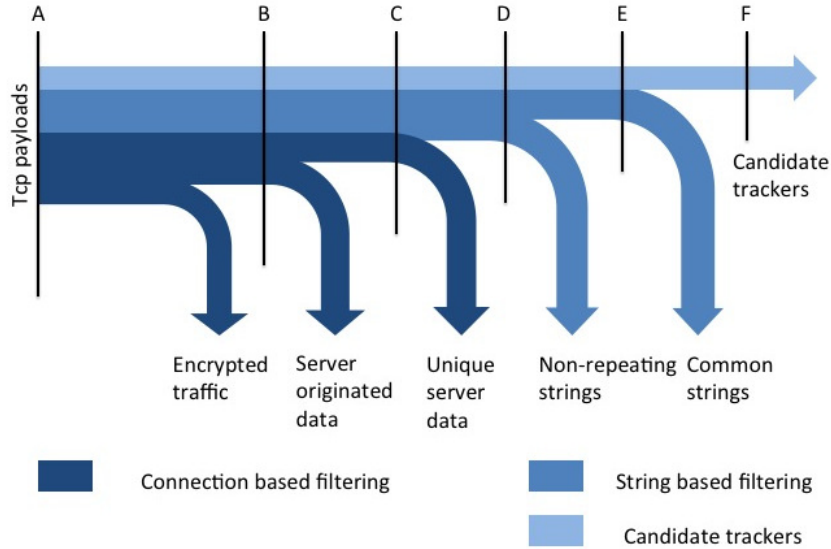 A
B
C
D
E
F
Tcp payloads
Candidate
trackers
Encrypted
traffic
Server
originated
data
Unique
server
data
Non-repeating
strings
Common
strings
Connection based filtering
String based filtering
Candidate trackers